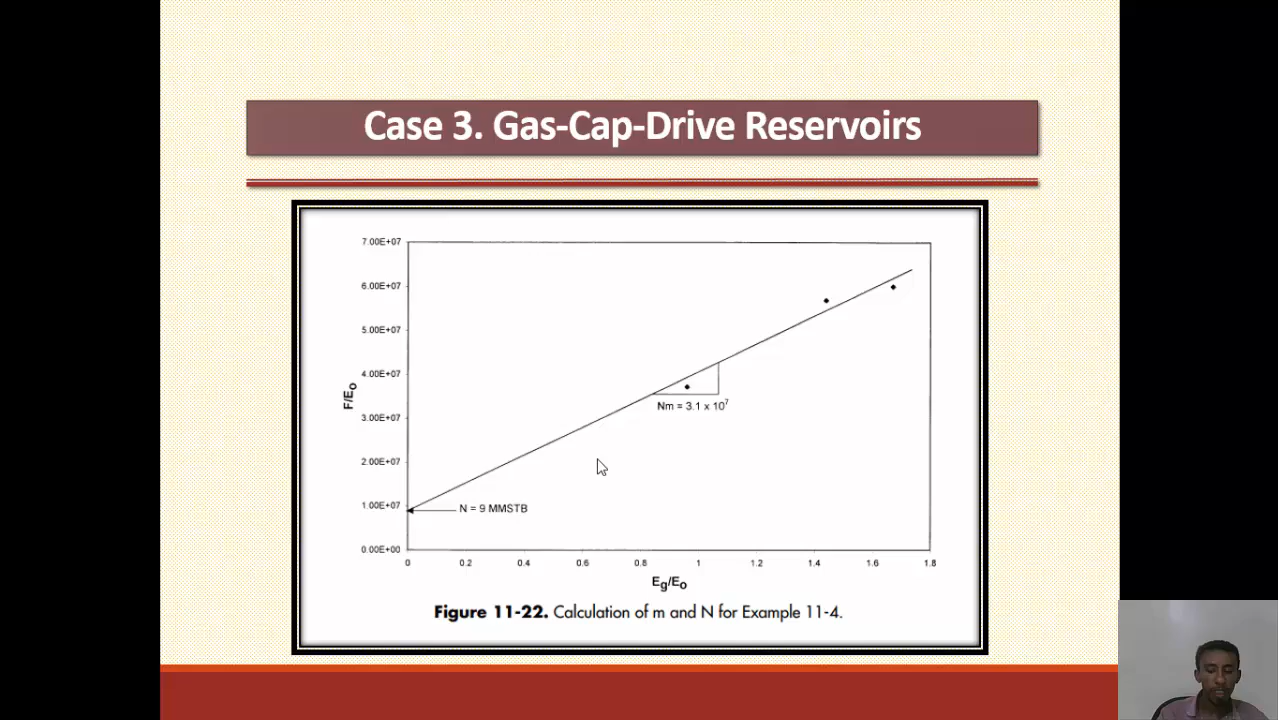 Case 3. Gas-Cap-Drive Reservoirs
7.00E+07
6.00E+07
5.00E+07
4.00E+07
3.00E+07
2.00E+07
1.00E+07
0.00E+00
F/Eo
Nm = 3.1 x 10⁷
N = 9 MMSTB
0 0.2 0.4 0.6 0.8 1 1.2 1.4 1.6 1.8
Eg/Eo
Figure 11-22. Calculation of m and N for Example 11-4.